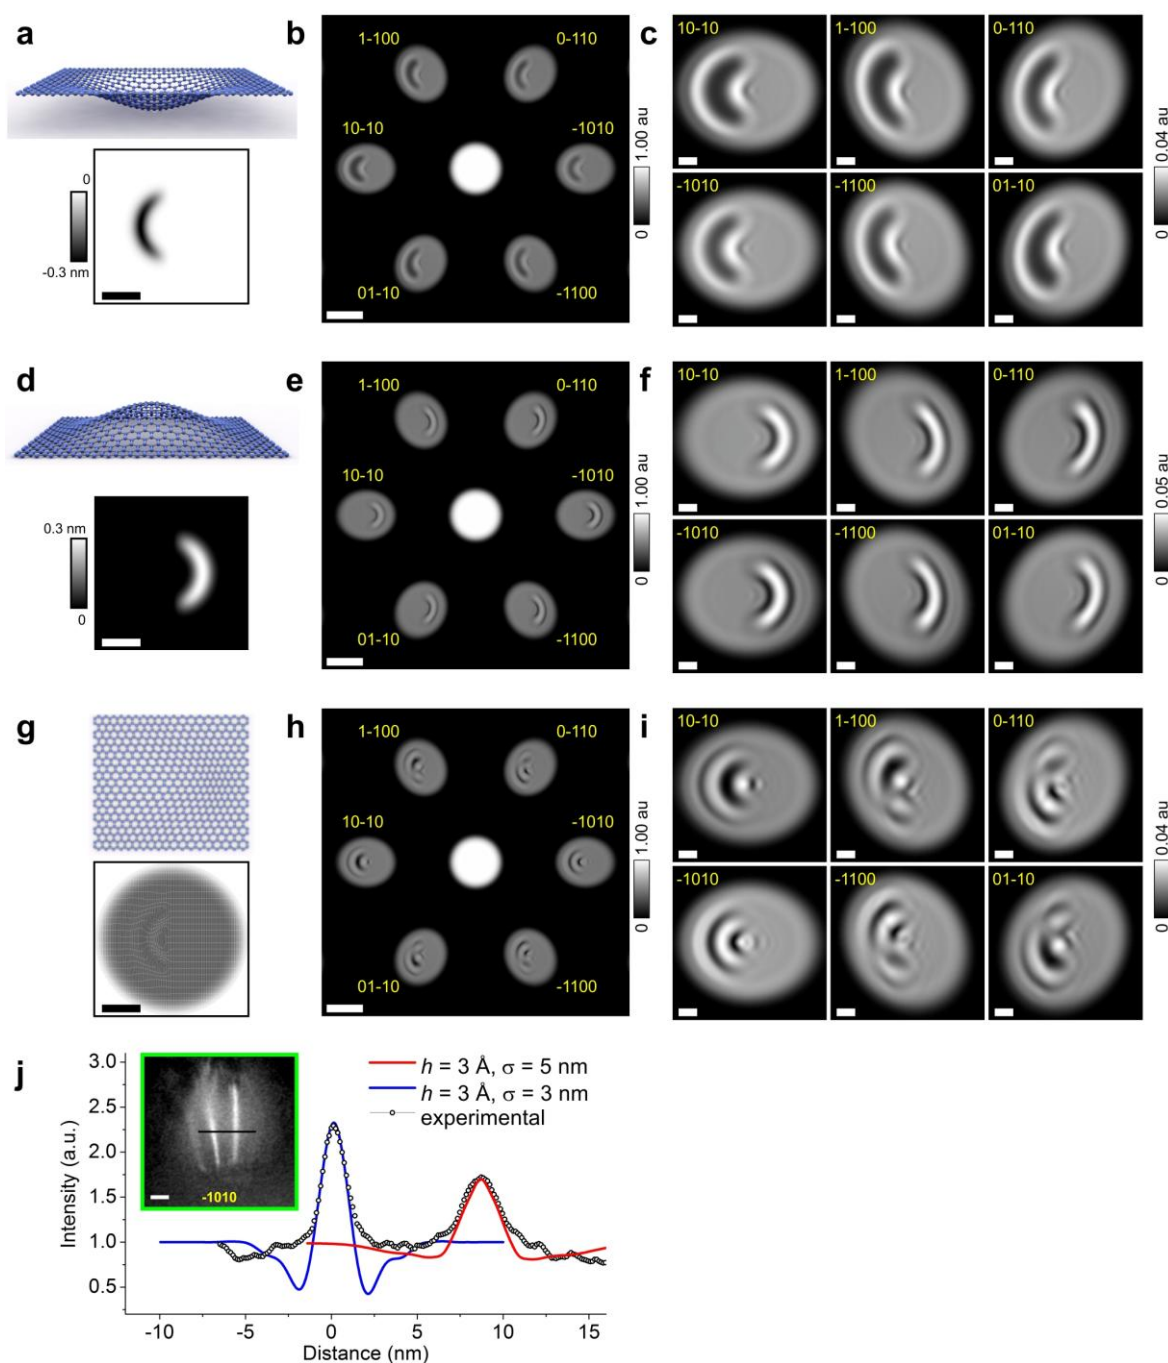 a
0
-0.3 nm
b
1-100
0-110
10-10
-1010
01-10
-1100
1.00 au
0
c
10-10
1-100
0-110
-1010
-1100
01-10
0.04 au
0
d
0.3 nm
0
e
1-100
0-110
10-10
-1010
01-10
-1100
1.00 au
0
f
10-10
1-100
0-110
-1010
-1100
01-10
0.05 au
0
g
h
1-100
0-110
10-10
-1010
01-10
-1100
1.00 au
0
i
10-10
1-100
0-110
-1010
-1100
01-10
0.04 au
0
j
3.0
2.5
2.0
1.5
1.0
0.5
Intensity (a.u.)
-1010
h = 3 Å, σ = 5 nm
h = 3 Å, σ = 3 nm
experimental
-10
-5
0
5
10
15
Distance (nm)